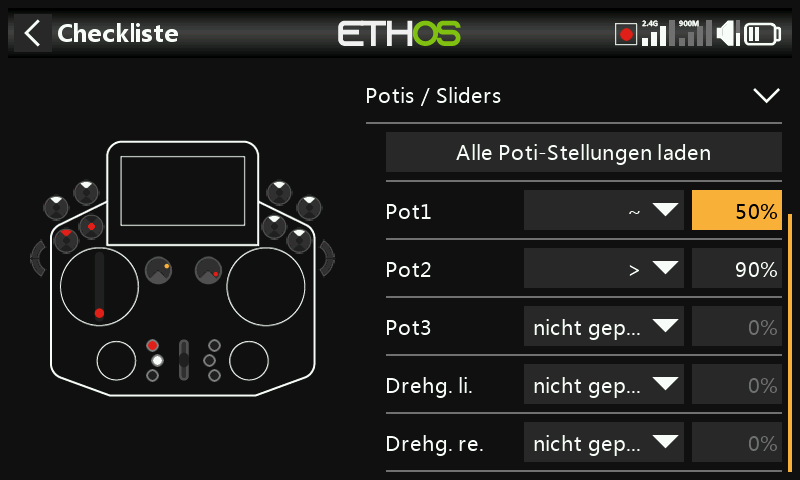 Checkliste
ETHOS
2.4G
900M
Potis / Sliders
Alle Poti-Stellungen laden
Pot1 ~ 50%
Pot2 > 90%
Pot3 nicht gep... 0%
Drehg. li. nicht gep... 0%
Drehg. re. nicht gep... 0%